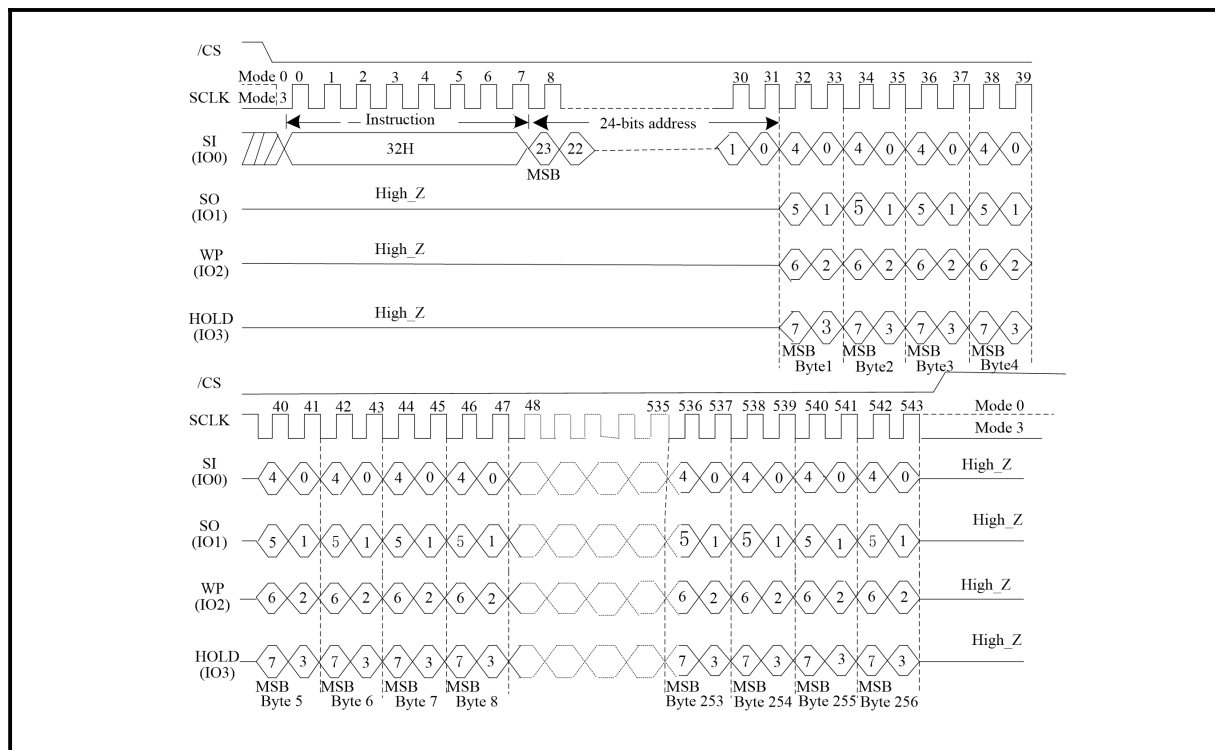 /CS
Mode 0 0 1 2 3 4 5 6 7 8 30 31 32 33 34 35 36 37 38 39
SCLK Mode 3
Instruction 24-bits address
SI
(IO0)
32H 23 22 1 0 4 0 4 0 4 0 4 0
MSB
SO
(IO1)
High_Z 5 1 5 1 5 1 5 1
WP
(IO2)
High_Z 6 2 6 2 6 2 6 2
HOLD
(IO3)
High_Z 7 3 7 3 7 3 7 3
MSB MSB MSB MSB
Byte1 Byte2 Byte3 Byte4
/CS
40 41 42 43 44 45 46 47 48 535 536 537 538 539 540 541 542 543
SCLK Mode 0
Mode 3
SI
(IO0)
4 0 4 0 4 0 4 0 4 0 4 0 4 0 4 0 High_Z
SO
(IO1)
5 1 5 1 5 1 5 1 5 1 5 1 5 1 5 1 High_Z
WP
(IO2)
6 2 6 2 6 2 6 2 6 2 6 2 6 2 6 2 High_Z
HOLD
(IO3)
7 3 7 3 7 3 7 3 7 3 7 3 7 3 7 3 High_Z
MSB MSB MSB MSB MSB MSB MSB MSB
Byte 5 Byte 6 Byte 7 Byte 8 Byte 253 Byte 254 Byte 255 Byte 256